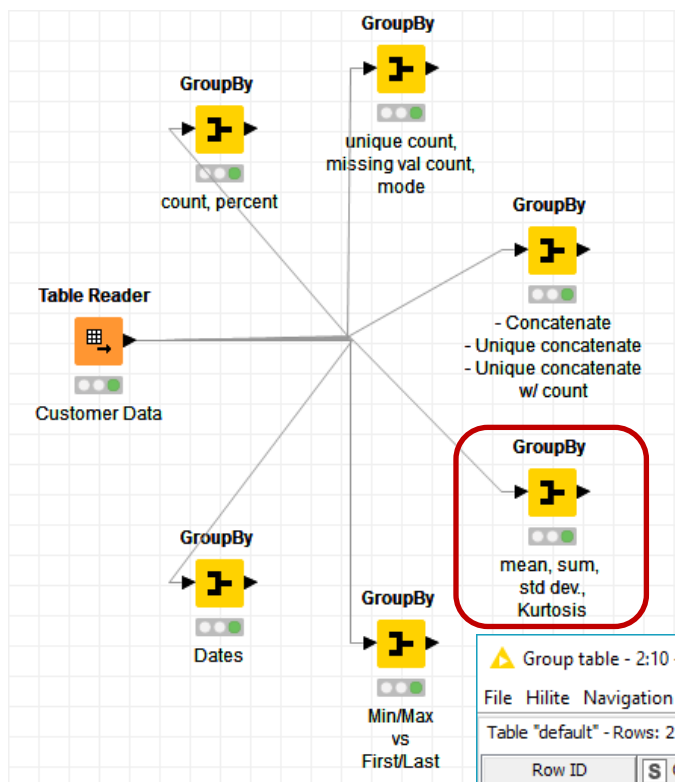 GroupBy
unique count,
missing val count,
mode
GroupBy
count, percent
GroupBy
- Concatenate
- Unique concatenate
- Unique concatenate
w/ count
Table Reader
Customer Data
GroupBy
mean, sum,
std dev.,
Kurtosis
GroupBy
Dates
GroupBy
Min/Max
vs
First/Last
Group table - 2:10 -
File Hilite Navigation
Table "default" - Rows: 2
Row ID S